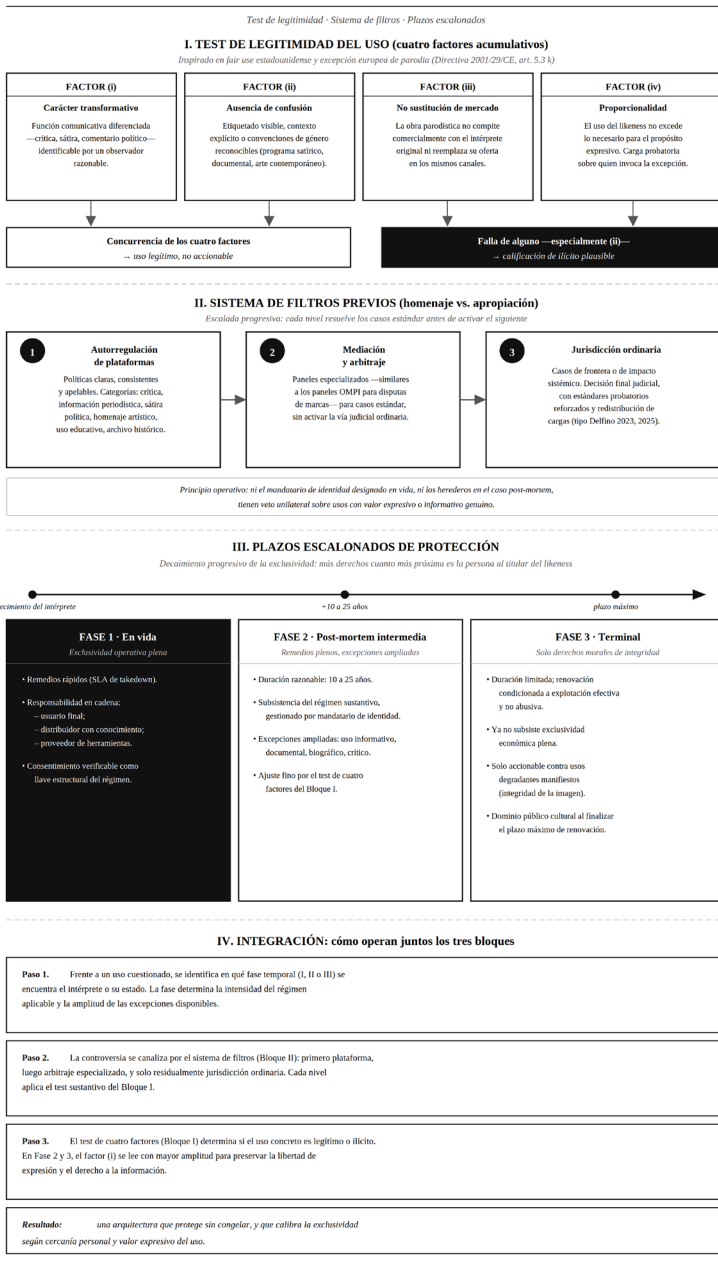 Test de legitimidad · Sistema de filtros · Plazos escalonados
I. TEST DE LEGITIMIDAD DEL USO (cuatro factores acumulativos)
Inspirado en fair use estadounidense y excepción europea de parodia (Directiva 2001/29/CE, art. 5.3 k)
FACTOR (i)
Carácter transformativo
Función comunicativa diferenciada
—crítica, sátira, comentario político—
identificable por un observador
razonable.
FACTOR (ii)
Ausencia de confusión
Etiquetado visible, contexto
explícito o convenciones de género
reconocibles (programa satírico,
documental, arte contemporáneo).
FACTOR (iii)
No sustitución de mercado
La obra parodística no compite
comercialmente con el intérprete
original ni reemplaza su oferta
en los mismos canales.
FACTOR (iv)
Proporcionalidad
El uso del likeness no excede
lo necesario para el propósito
expresivo. Carga probatoria
sobre quien invoca la excepción.
Concurrencia de los cuatro factores
→ uso legítimo, no accionable
Falla de alguno —especialmente (ii)—
→ calificación de ilícito plausible
II. SISTEMA DE FILTROS PREVIOS (homenaje vs. apropiación)
Escalada progresiva: cada nivel resuelve los casos estándar antes de activar el siguiente
1
Autorregulación
de plataformas
Políticas claras, consistentes
y apelables. Categorías: crítica,
información periodística, sátira
política, homenaje artístico,
uso educativo, archivo histórico.
2
Mediación
y arbitraje
Paneles especializados —similares
a los paneles OMPI para disputas
de marcas— para casos estándar,
sin activar la vía judicial ordinaria.
3
Jurisdicción ordinaria
Casos de frontera o de impacto
sistémico. Decisión final judicial,
con estándares probatorios
reforzados y redistribución de
cargas (tipo Delfino 2023, 2025).
Principio operativo: ni el mandatario de identidad designado en vida, ni los herederos en el caso post-mortem,
tienen veto unilateral sobre usos con valor expresivo o informativo genuino.
III. PLAZOS ESCALONADOS DE PROTECCIÓN
Decaimiento progresivo de la exclusividad: más derechos cuanto más próxima es la persona al titular del likeness
ecimiento del intérprete
+10 a 25 años
plazo máximo
FASE 1 · En vida
Exclusividad operativa plena
• Remedios rápidos (SLA de takedown).
• Responsabilidad en cadena:
– usuario final;
– distribuidor con conocimiento;
– proveedor de herramientas.
• Consentimiento verificable como
llave estructural del régimen.
FASE 2 · Post-mortem intermedia
Remedios plenos, excepciones ampliadas
• Duración razonable: 10 a 25 años.
• Subsistencia del régimen sustantivo,
gestionado por mandatario de identidad.
• Excepciones ampliadas: uso informativo,
documental, biográfico, crítico.
• Ajuste fino por el test de cuatro
factores del Bloque I.
FASE 3 · Terminal
Solo derechos morales de integridad
• Duración limitada; renovación
condicionada a explotación efectiva
y no abusiva.
• Ya no subsiste exclusividad
económica plena.
• Solo accionable contra usos
degradantes manifiestos
(integridad de la imagen).
• Dominio público cultural al finalizar
el plazo máximo de renovación.
IV. INTEGRACIÓN: cómo operan juntos los tres bloques
Paso 1. Frente a un uso cuestionado, se identifica en qué fase temporal (I, II o III) se
encuentra el intérprete o su estado. La fase determina la intensidad del régimen
aplicable y la amplitud de las excepciones disponibles.
Paso 2. La controversia se canaliza por el sistema de filtros (Bloque II): primero plataforma,
luego arbitraje especializado, y solo residualmente jurisdicción ordinaria. Cada nivel
aplica el test sustantivo del Bloque I.
Paso 3. El test de cuatro factores (Bloque I) determina si el uso concreto es legítimo o ilícito.
En Fase 2 y 3, el factor (i) se lee con mayor amplitud para preservar la libertad de
expresión y el derecho a la información.
Resultado: una arquitectura que protege sin congelar, y que calibra la exclusividad
según cercanía personal y valor expresivo del uso.